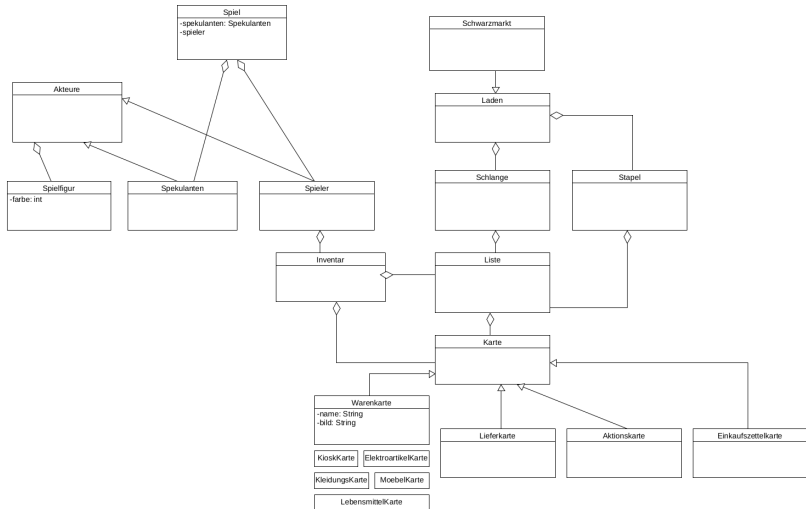 Spiel
-spekulanten: Spekulanten
-spieler
Schwarzmarkt
Akteure
Laden
Spielfigur
-farbe: int
Spekulanten
Spieler
Schlange
Stapel
Inventar
Liste
Karte
Warenkarte
-name: String
-bild: String
Lieferkarte
Aktionskarte
Einkaufszettelkarte
KioskKarte
ElektroartikelKarte
KleidungsKarte
MoebelKarte
LebensmittelKarte